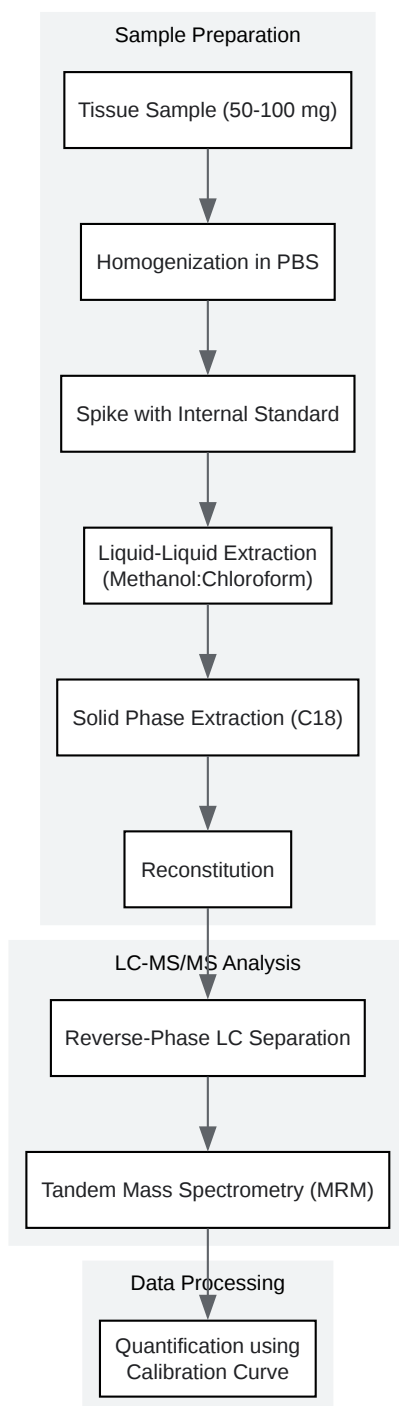 Sample Preparation
Tissue Sample (50-100 mg)
Homogenization in PBS
Spike with Internal Standard
Liquid-Liquid Extraction
(Methanol:Chloroform)
Solid Phase Extraction (C18)
Reconstitution
LC-MS/MS Analysis
Reverse-Phase LC Separation
Tandem Mass Spectrometry (MRM)
Data Processing
Quantification using
Calibration Curve